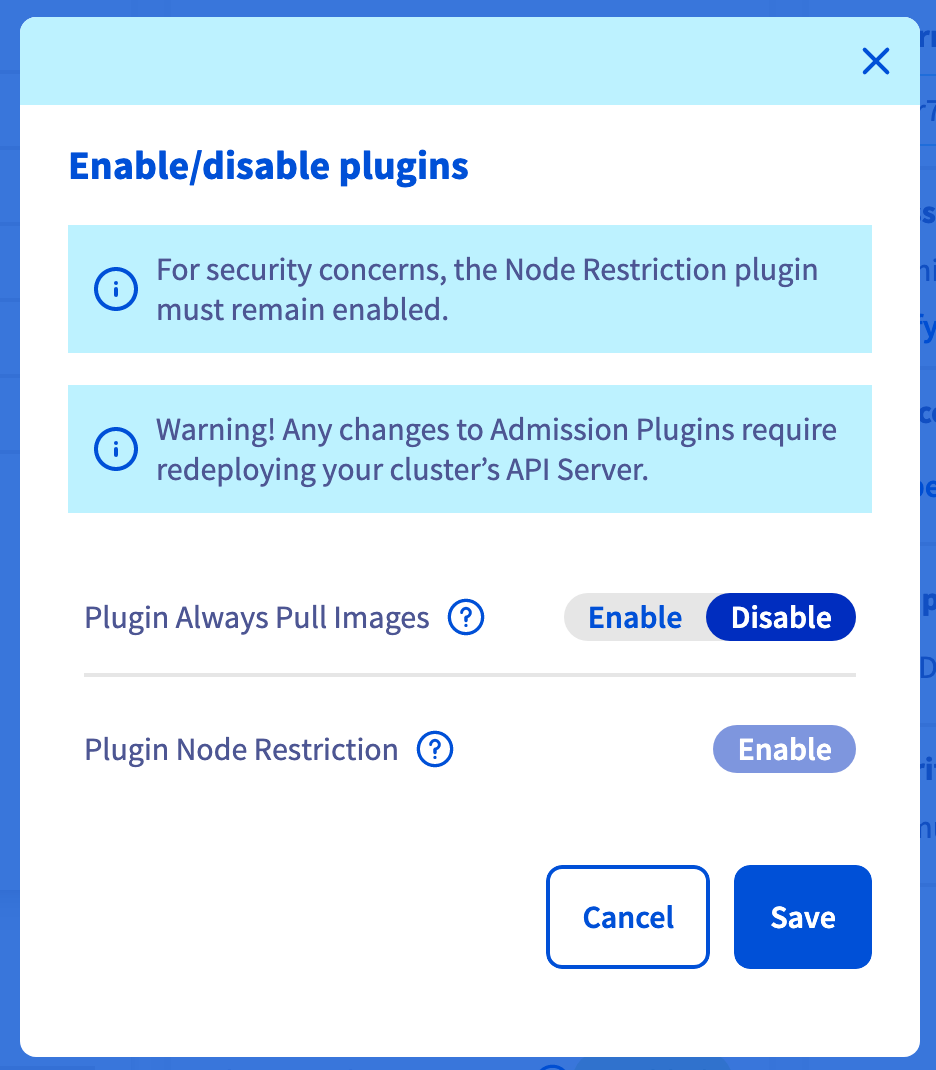 Enable/disable plugins
For security concerns, the Node Restriction plugin
must remain enabled.
Warning! Any changes to Admission Plugins require
redeploying your cluster’s API Server.
Plugin Always Pull Images ? Enable Disable
Plugin Node Restriction ? Enable
Cancel Save